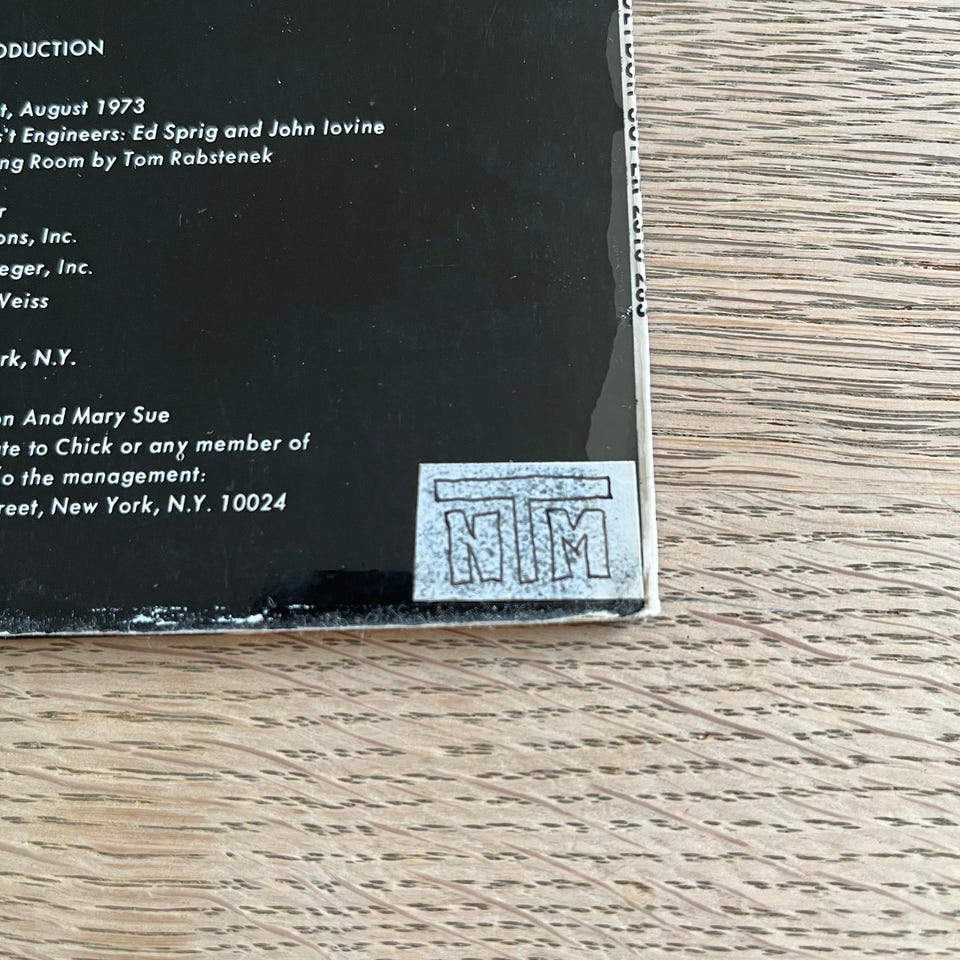 ODUCTION
t, August 1973
s't Engineers: Ed Sprig and John Iovine
ng Room by Tom Rabstenek
r
ons, Inc.
eger, Inc.
Weiss
rk, N.Y.
on And Mary Sue
te to Chick or any member of
o the management:
reet, New York, N.Y. 10024
NTM